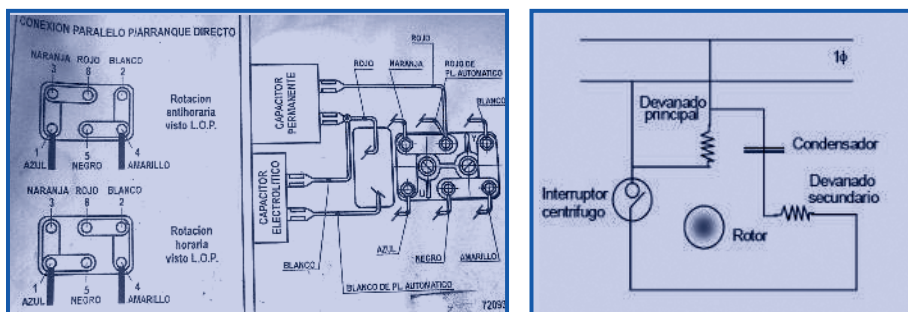 CONEXION PARALELO P/ARRANQUE DIRECTO
NARANJA ROJO BLANCO
3 6 2
Rotacion
antihoraria
visto L.O.P.
1 5 4
AZUL NEGRO AMARILLO
NARANJA ROJO BLANCO
3 6 2
Rotacion
horaria
visto L.O.P.
1 5 4
AZUL NEGRO AMARILLO
ROJO
ROJO
NARANJA
ROJO DE
PL. AUTOMATICO
BLANCO
CAPACITOR
PERMANENTE
CAPACITOR
ELECTROLITICO
AZUL
NEGRO
AMARILLO
BLANCO
BLANCO DE PL. AUTOMATICO
72093
1ϕ
Devanado
principal
Condensador
Devanado
secundario
Interruptor
centrifugo
Rotor